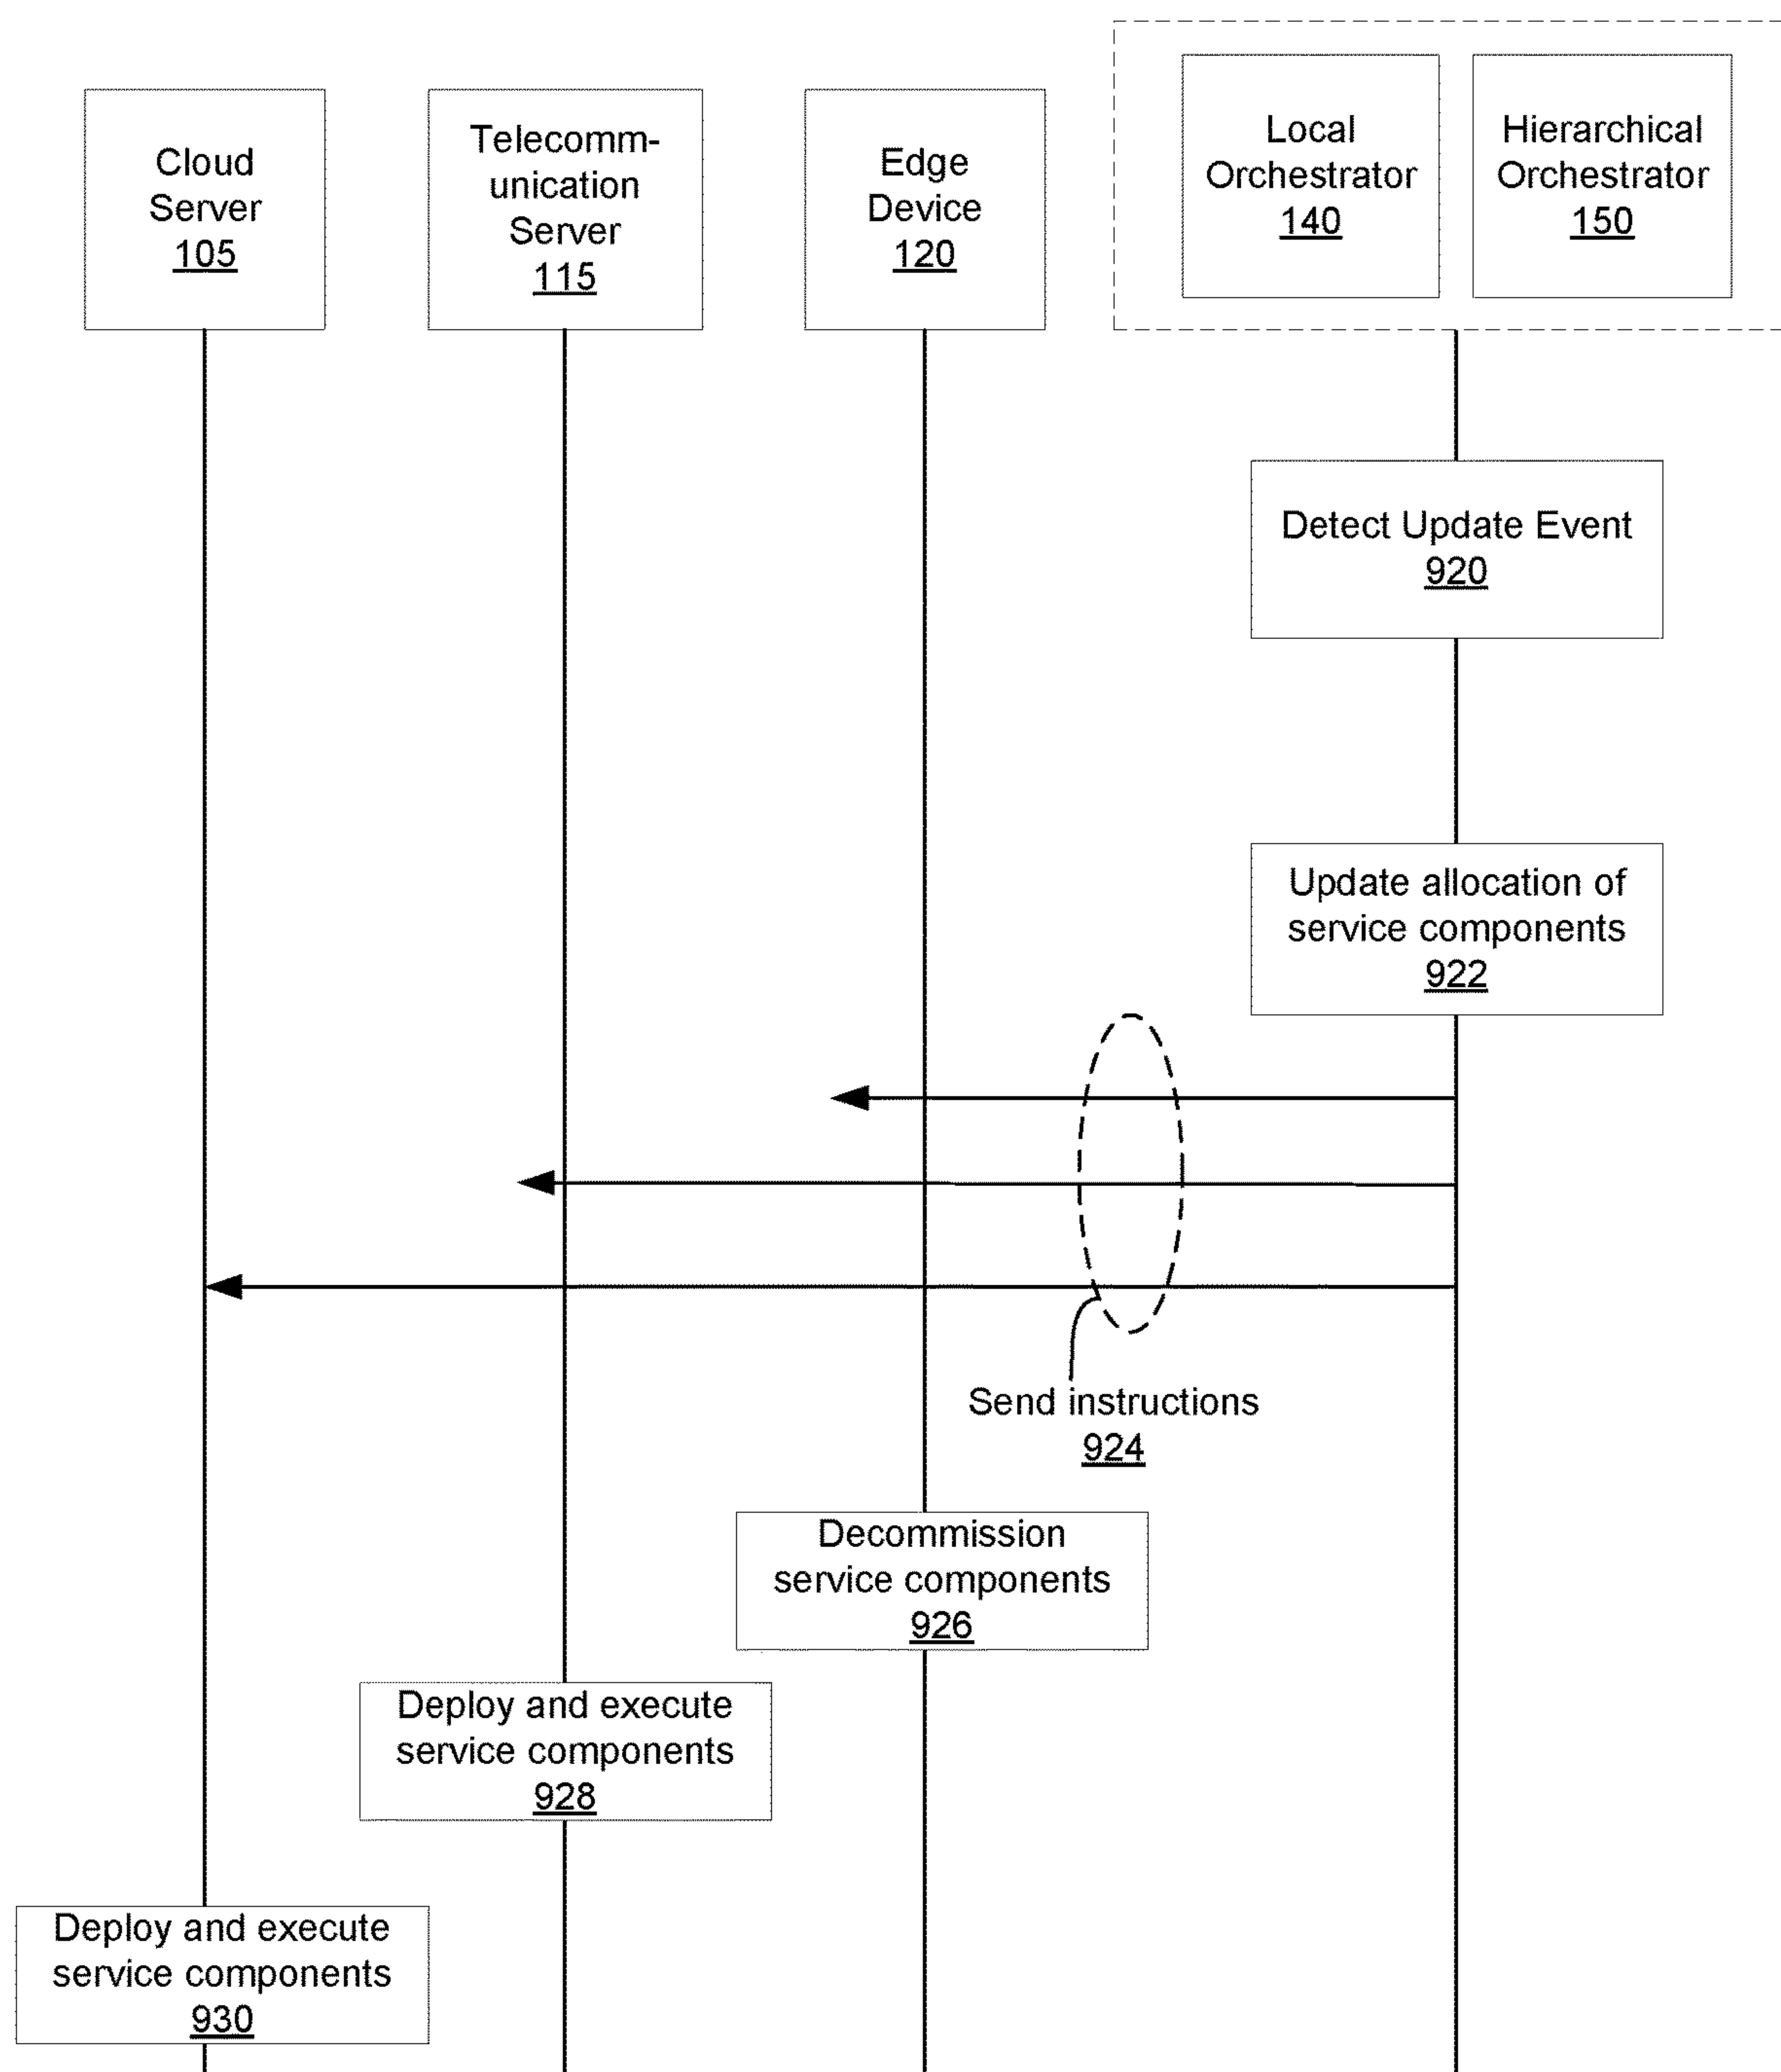 Cloud
Server
105
Telecomm-
unication
Server
115
Edge
Device
120
Local
Orchestrator
140
Hierarchical
Orchestrator
150
Detect Update Event
920
Update allocation of
service components
922
Send instructions
924
Decommission
service components
926
Deploy and execute
service components
928
Deploy and execute
service components
930